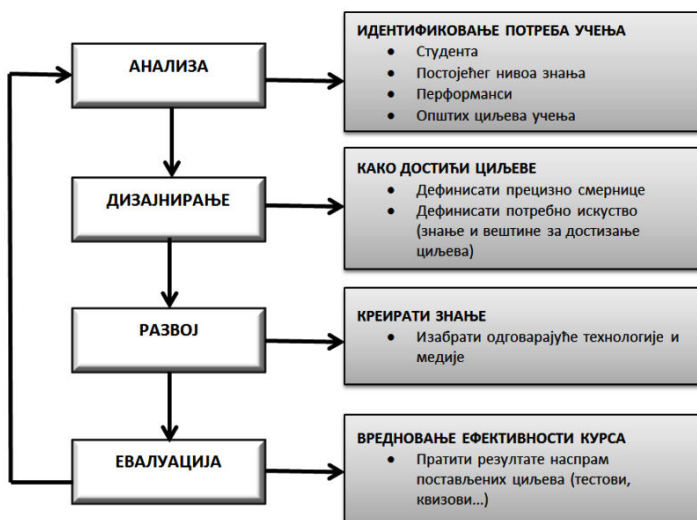 АНАЛИЗА
ИДЕНТИФИКОВАЊЕ ПОТРЕБА УЧЕЊА
• Студента
• Постојећег нивоа знања
• Перформанси
• Општих циљева учења
ДИЗАЈНИРАЊЕ
КАКО ДОСТИЋИ ЦИЉЕВЕ
• Дефинисати прецизно смернице
• Дефинисати потребно искуство
(знање и вештине за достизање
циљева)
РАЗВОЈ
КРЕИРАТИ ЗНАЊЕ
• Изабрати одговарајуће технологије и
медије
ЕВАЛУАЦИЈА
ВРЕДНОВАЊЕ ЕФЕКТИВНОСТИ КУРСА
• Пратити резултате наспрам
постављених циљева (тестови,
квизови...)